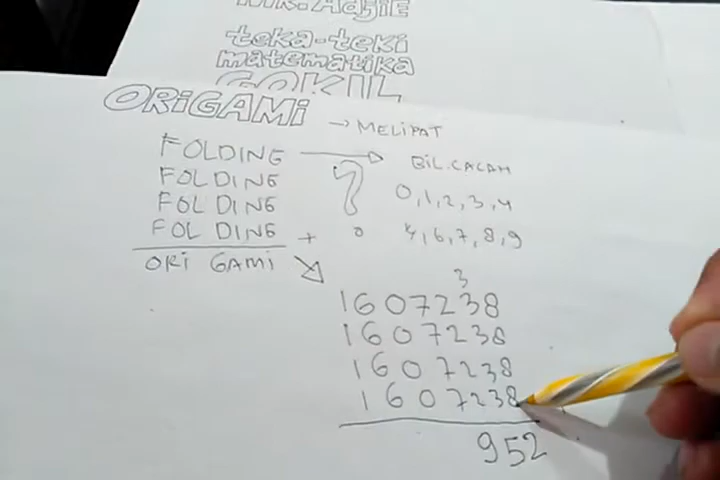 MR. Adjie
teka-teki
matematika
GOKIL
ORiGAMi → MELIPAT
FOLDING → BIL. CACAH
FOLDING ? 0,1,2,3,4
FOLDING
FOLDING + 4,6,7,8,9
ORI GAMi
3
1607238
1607238
1607238
1607238
952